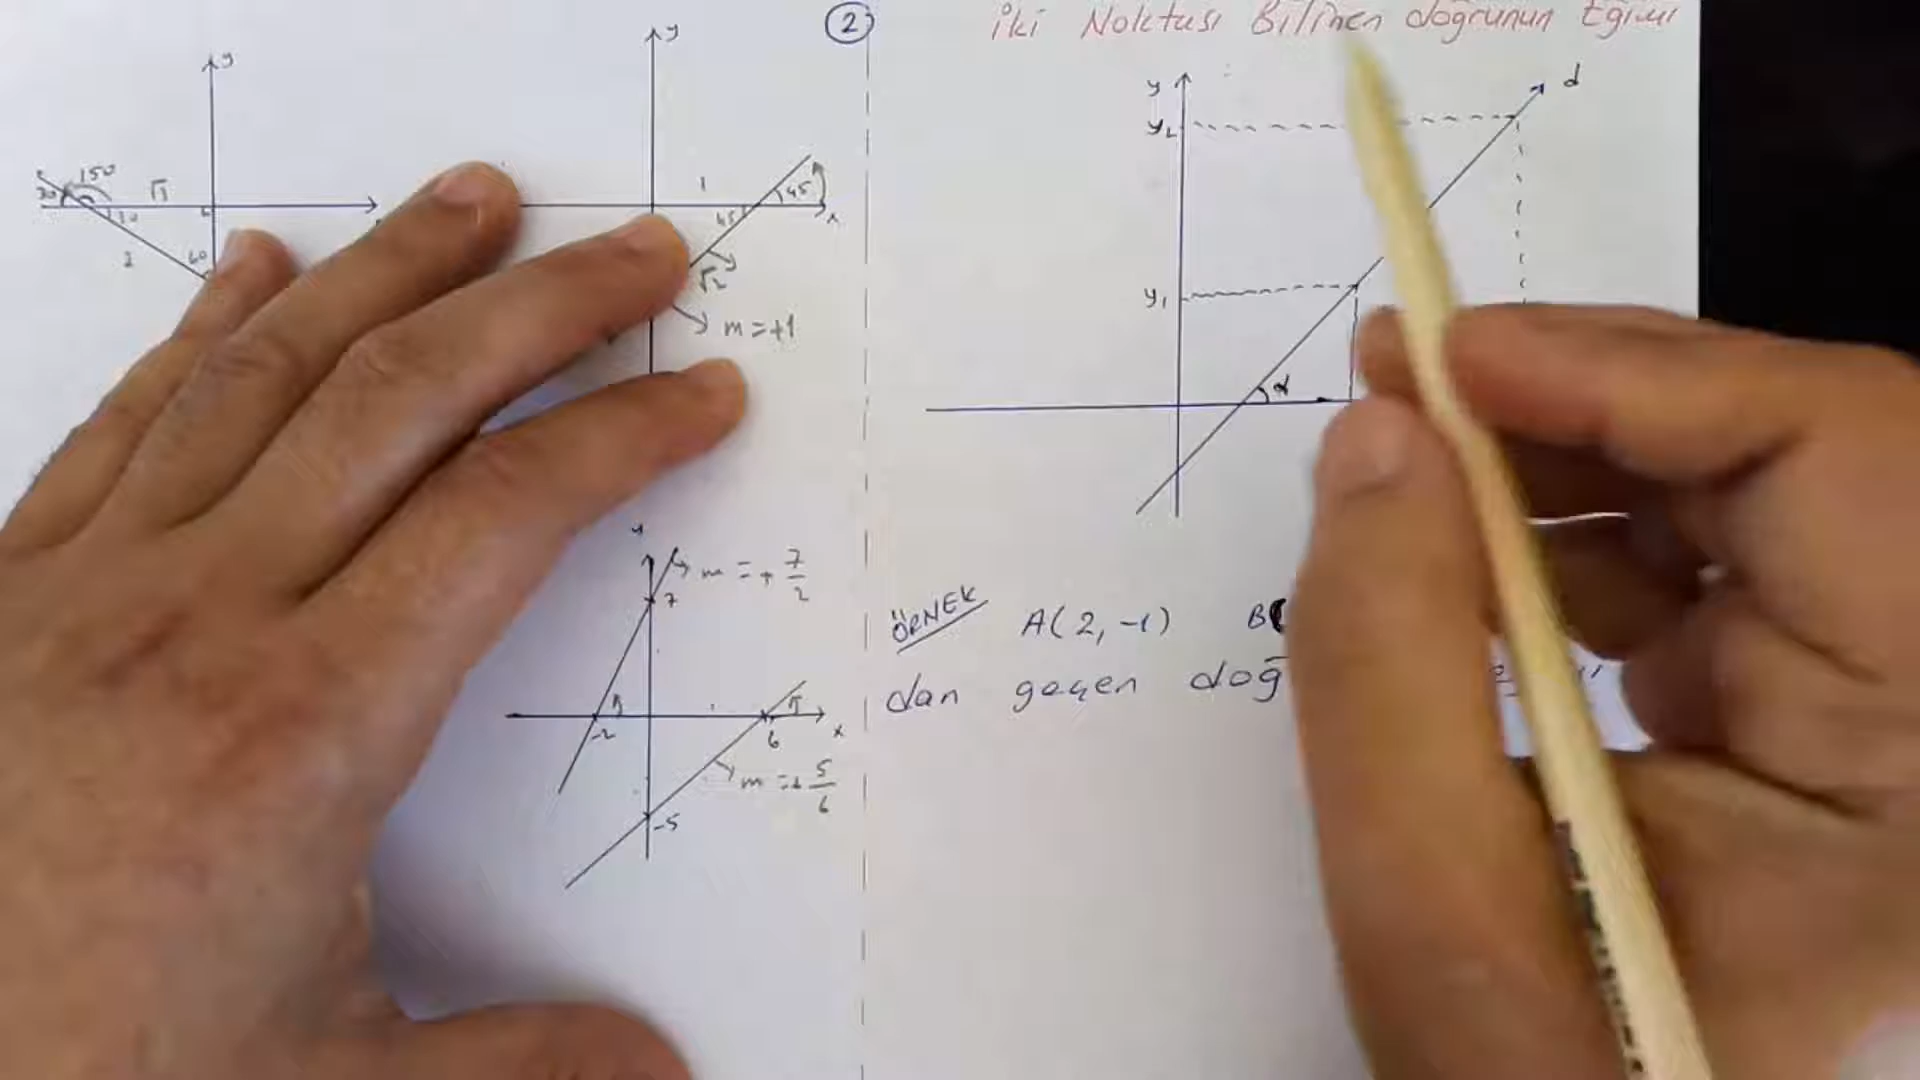 2
y
150
30
√3
30
2
60
y
1
45
45
x
√2
m = +1
y
m = + 7/2
7
-2
6
x
m = + 5/6
-5
İki Noktası Bilinen doğrunun Eğimi
y
d
y₂
y₁
α
ÖRNEK A(2, -1) B(
dan geçen doğ